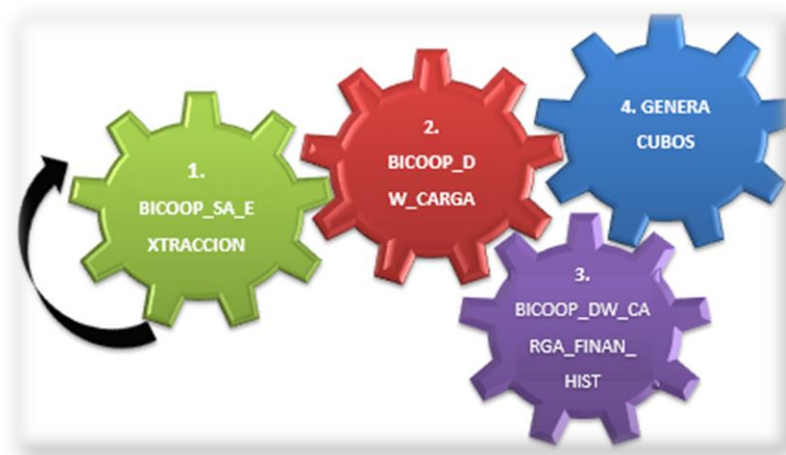 1.
BICOOP_SA_E
XTRACCION
2.
BICOOP_D
W_CARGA
3.
BICOOP_DW_CA
RGA_FINAN_
HIST
4. GENERA
CUBOS